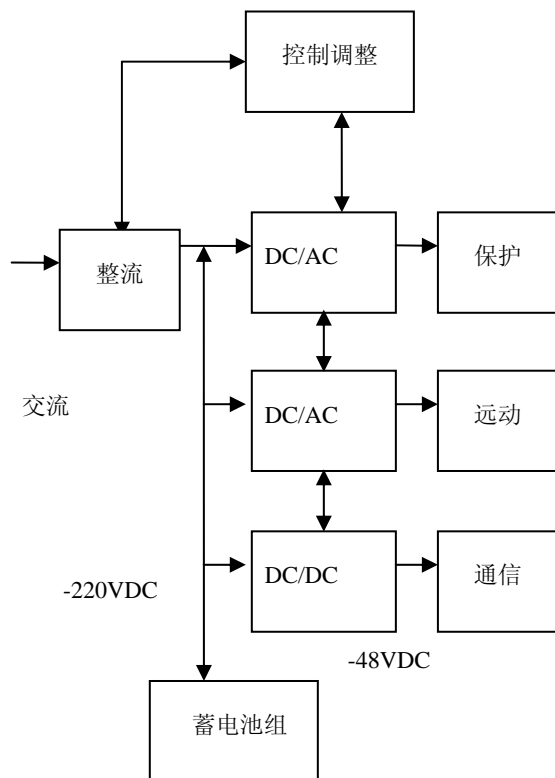 控制调整
整流
DC/AC
保护
交流
DC/AC
远动
DC/DC
通信
-220VDC
-48VDC
蓄电池组